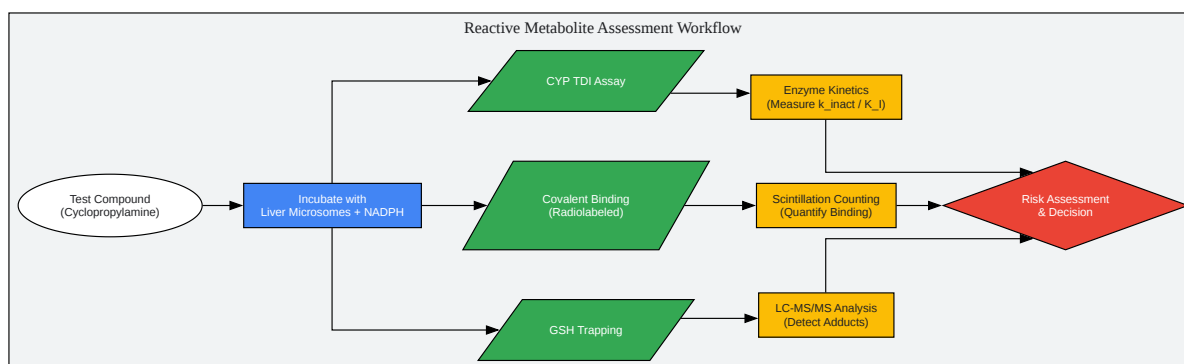 Reactive Metabolite Assessment Workflow
CYP TDI Assay
Enzyme Kinetics
(Measure k_inact / K_I)
Test Compound
(Cyclopropylamine)
Incubate with
Liver Microsomes + NADPH
Covalent Binding
(Radiolabeled)
Scintillation Counting
(Quantify Binding)
Risk Assessment
& Decision
GSH Trapping
LC-MS/MS Analysis
(Detect Adducts)